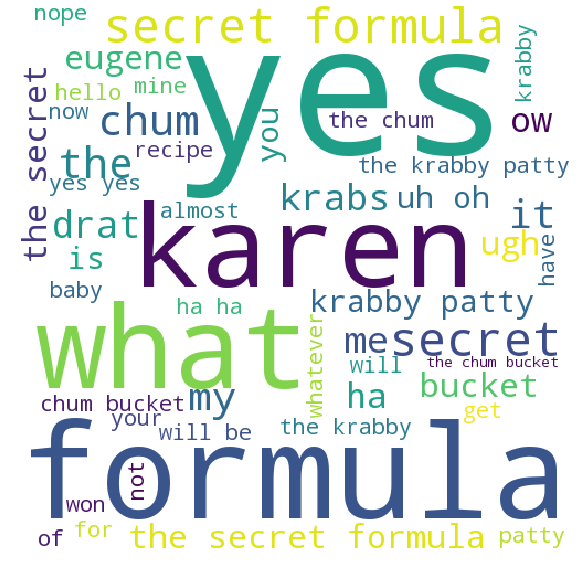 nope
secret formula
yes
eugene
hello
mine
krabby
now
chum
you
the chum
ow
the secret
the
recipe
the krabby patty
yes yes
krabs
uh oh
it
drat
almost
karen
ugh
is
have
baby
ha ha
krabby patty
what
whatever
me
secret
the chum bucket
will
bucket
ha
my
chum bucket
get
your
will be
the krabby
formula
not
won
of
for
the secret formula
patty